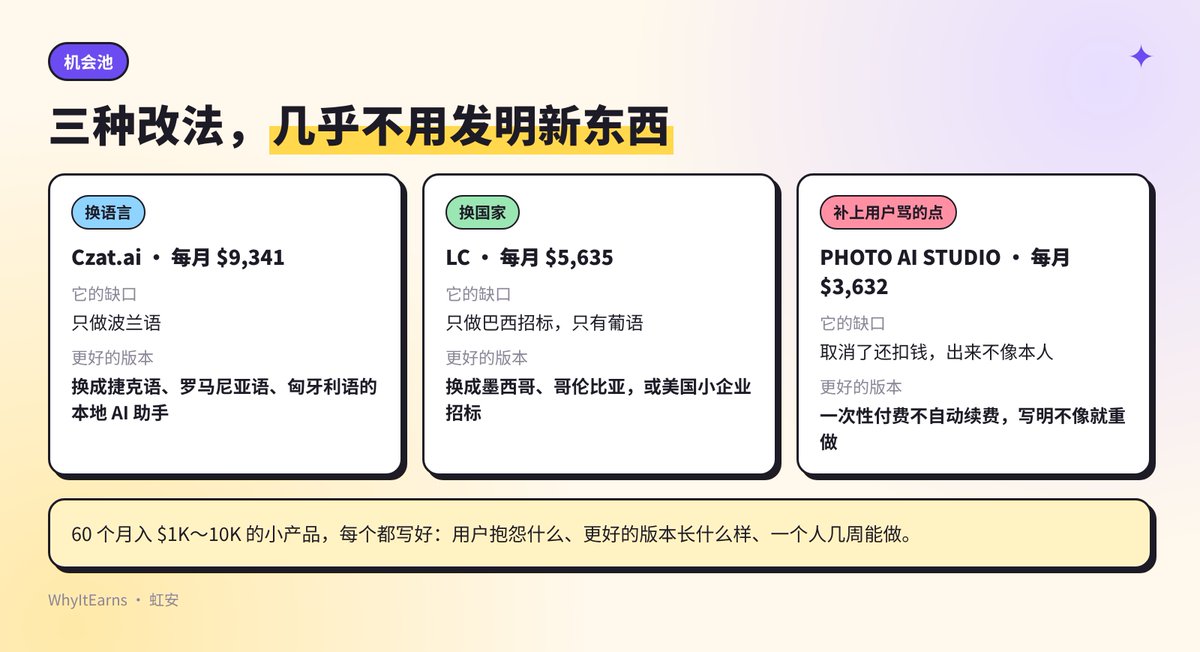 机会池
三种改法，几乎不用发明新东西
换语言
Czat.ai · 每月 $9,341
它的缺口
只做波兰语
更好的版本
换成捷克语、罗马尼亚语、匈牙利语的
本地 AI 助手
换国家
LC · 每月 $5,635
它的缺口
只做巴西招标，只有葡语
更好的版本
换成墨西哥、哥伦比亚，或美国小企业
招标
补上用户骂的点
PHOTO AI STUDIO · 每月
$3,632
它的缺口
取消了还扣钱，出来不像本人
更好的版本
一次性付费不自动续费，写明不像就重
做
60 个月入 $1K～10K 的小产品，每个都写好：用户抱怨什么、更好的版本长什么样、一个人几周能做。
WhyItEarns · 虹安